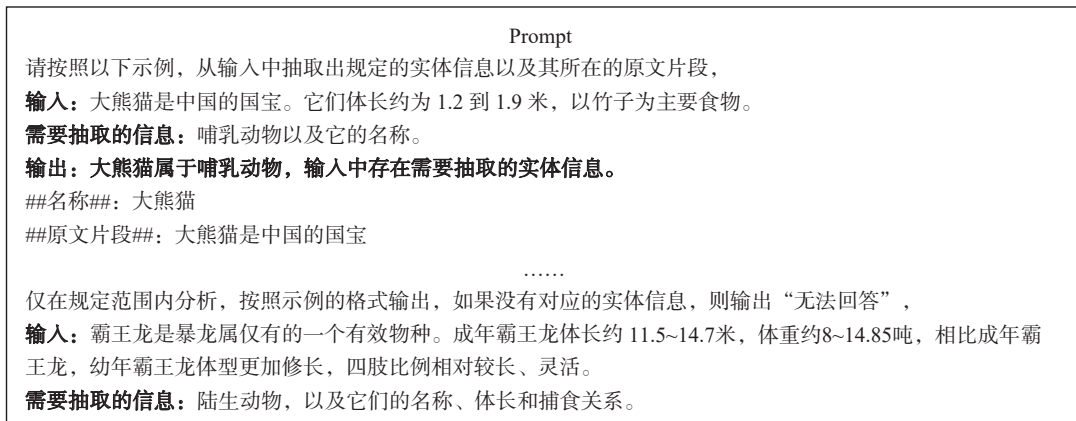 Prompt
请按照以下示例，从输入中抽取出规定的实体信息以及其所在的原文片段，
输入：大熊猫是中国的国宝。它们体长约为 1.2 到 1.9 米，以竹子为主要食物。
需要抽取的信息：哺乳动物以及它的名称。
输出：大熊猫属于哺乳动物，输入中存在需要抽取的实体信息。
##名称##：大熊猫
##原文片段##：大熊猫是中国的国宝
……
仅在规定范围内分析，按照示例的格式输出，如果没有对应的实体信息，则输出“无法回答”，
输入：霸王龙是暴龙属仅有的一个有效物种。成年霸王龙体长约 11.5~14.7米，体重约8~14.85吨，相比成年霸
王龙，幼年霸王龙体型更加修长，四肢比例相对较长、灵活。
需要抽取的信息：陆生动物，以及它们的名称、体长和捕食关系。